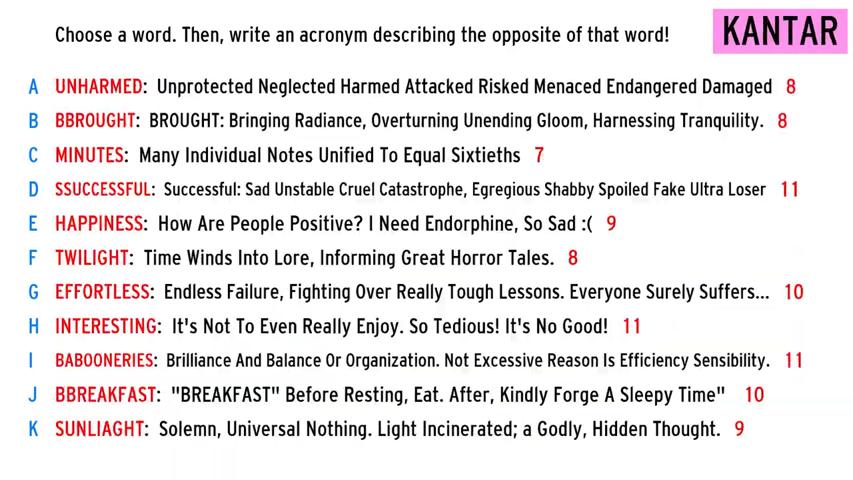 Choose a word. Then, write an acronym describing the opposite of that word!
KANTAR
A UNHARMED: Unprotected Neglected Harmed Attacked Risked Menaced Endangered Damaged 8
B BBROUGHT: BROUGHT: Bringing Radiance, Overturning Unending Gloom, Harnessing Tranquility. 8
C MINUTES: Many Individual Notes Unified To Equal Sixtieths 7
D SSUCCESSFUL: Successful: Sad Unstable Cruel Catastrophe, Egregious Shabby Spoiled Fake Ultra Loser 11
E HAPPINESS: How Are People Positive? I Need Endorphine, So Sad :( 9
F TWILIGHT: Time Winds Into Lore, Informing Great Horror Tales. 8
G EFFORTLESS: Endless Failure, Fighting Over Really Tough Lessons. Everyone Surely Suffers... 10
H INTERESTING: It's Not To Even Really Enjoy. So Tedious! It's No Good! 11
I BABOONERIES: Brilliance And Balance Or Organization. Not Excessive Reason Is Efficiency Sensibility. 11
J BBREAKFAST: "BREAKFAST" Before Resting, Eat. After, Kindly Forge A Sleepy Time" 10
K SUNLIAGHT: Solemn, Universal Nothing. Light Incinerated; a Godly, Hidden Thought. 9